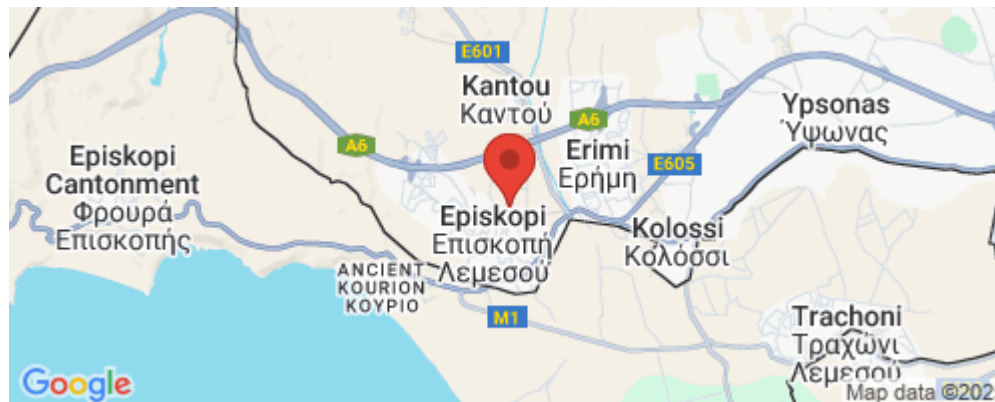 E601
Kantou
Καντού
A6
A6
Ypsonas
Ύψωνας
Episkopi
Cantonment
Φρουρά
Επισκοπής
Erimi
Ερήμη
E605
Episkopi
Επισκοπή
Λεμεσού
Kolossi
Κολόσσι
ANCIENT
KOURION
ΚΟΥΡΙΟ
M1
Trachoni
Τραχώνι
Λεμεσού
Google
Map data ©202